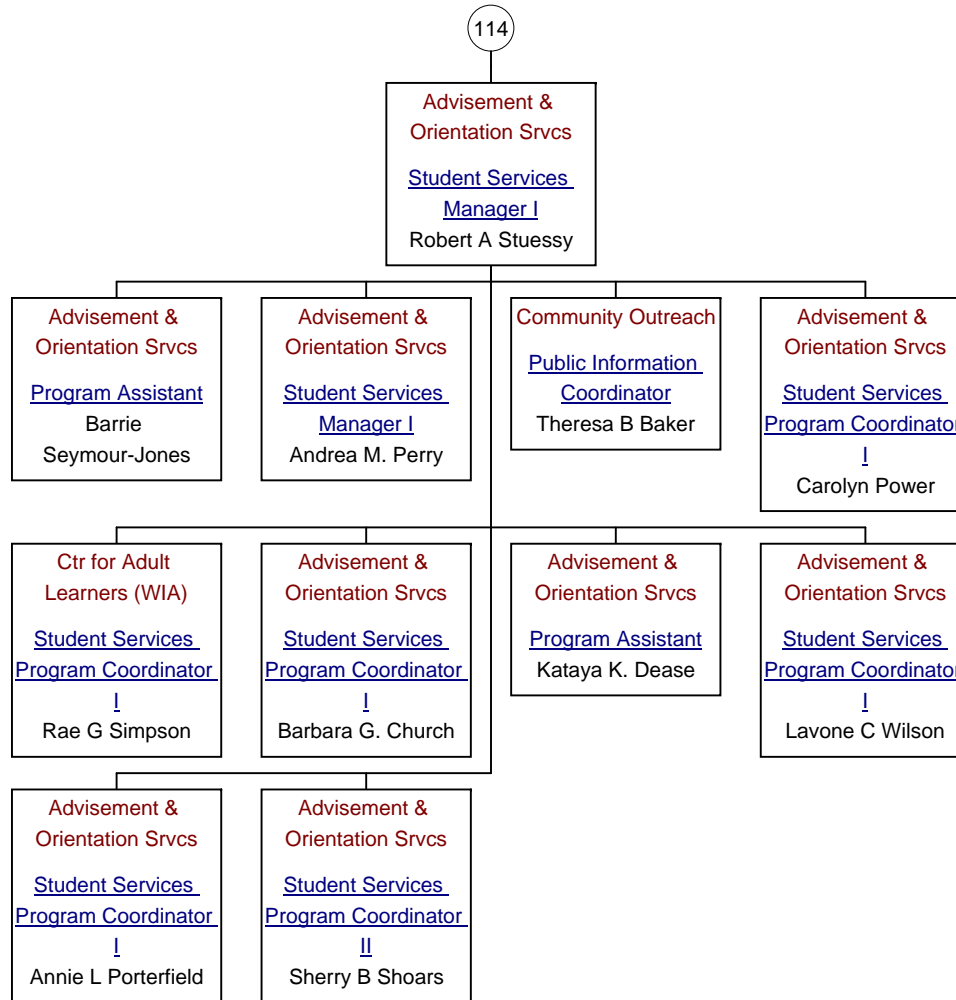 114
Advisement &
Orientation Srvcs
Student Services
Manager I
Robert A Stuessy
Advisement &
Orientation Srvcs
Program Assistant
Barrie
Seymour-Jones
Advisement &
Orientation Srvcs
Student Services
Manager I
Andrea M. Perry
Community Outreach
Public Information
Coordinator
Theresa B Baker
Advisement &
Orientation Srvcs
Student Services
Program Coordinator
I
Carolyn Power
Ctr for Adult
Learners (WIA)
Student Services
Program Coordinator
I
Rae G Simpson
Advisement &
Orientation Srvcs
Student Services
Program Coordinator
I
Barbara G. Church
Advisement &
Orientation Srvcs
Program Assistant
Kataya K. Dease
Advisement &
Orientation Srvcs
Student Services
Program Coordinator
I
Lavone C Wilson
Advisement &
Orientation Srvcs
Student Services
Program Coordinator
I
Annie L Porterfield
Advisement &
Orientation Srvcs
Student Services
Program Coordinator
II
Sherry B Shoars